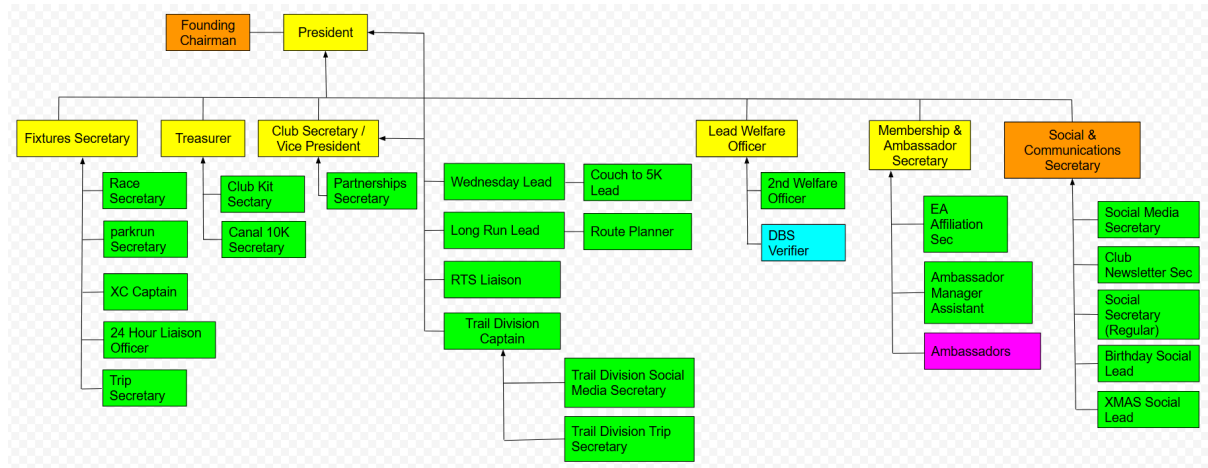 Founding
Chairman
President
Fixtures Secretary
Treasurer
Club Secretary /
Vice President
Lead Welfare
Officer
Membership &
Ambassador
Secretary
Social &
Communications
Secretary
Race
Secretary
parkrun
Secretary
XC Captain
24 Hour Liaison
Officer
Trip
Secretary
Club Kit
Sectary
Canal 10K
Secretary
Partnerships
Secretary
Wednesday Lead
Couch to 5K
Lead
Long Run Lead
Route Planner
RTS Liaison
Trail Division
Captain
Trail Division Social
Media Secretary
Trail Division Trip
Secretary
2nd Welfare
Officer
DBS
Verifier
EA
Affiliation
Sec
Ambassador
Manager
Assistant
Ambassadors
Social Media
Secretary
Club
Newsletter Sec
Social
Secretary
(Regular)
Birthday Social
Lead
XMAS Social
Lead